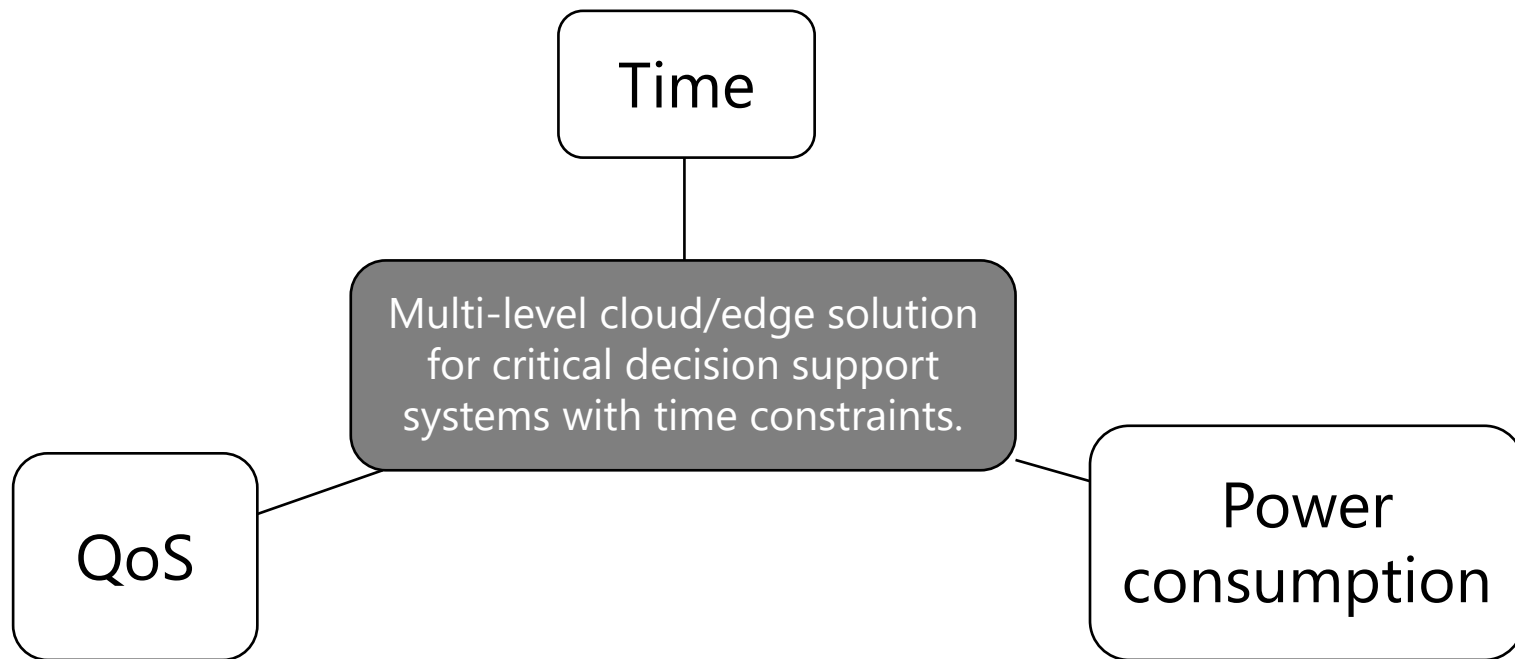 Time
Multi-level cloud/edge solution
for critical decision support
systems with time constraints.
QoS
Power
consumption